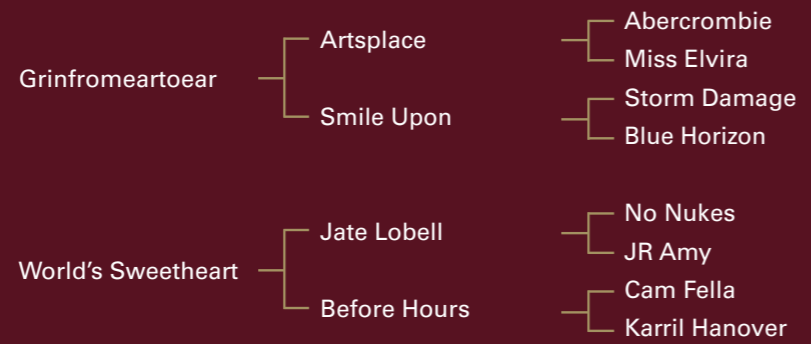 Grinfromeartoear
Artsplace
Abercrombie
Miss Elvira
Smile Upon
Storm Damage
Blue Horizon
World's Sweetheart
Jate Lobell
No Nukes
JR Amy
Before Hours
Cam Fella
Karril Hanover